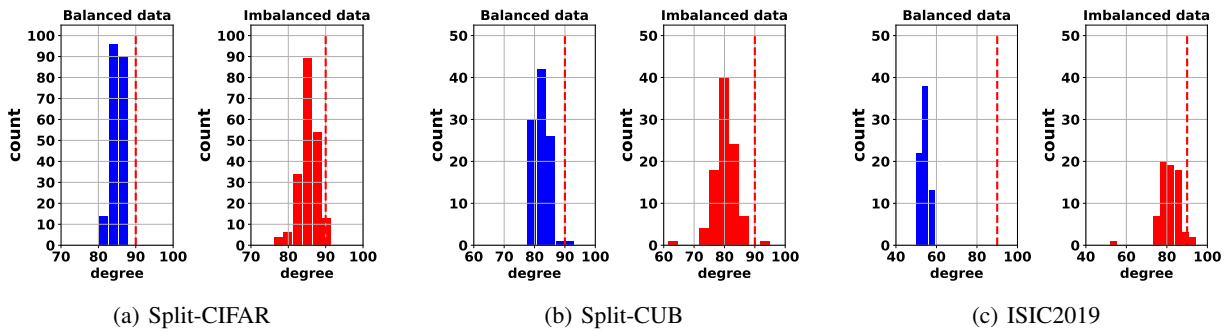 Balanced data
100
90
80
70
60
50
40
30
20
10
0
count
70 80 90 100
degree
Imbalanced data
100
90
80
70
60
50
40
30
20
10
0
count
70 80 90 100
degree
(a) Split-CIFAR
Balanced data
50
40
30
20
10
0
count
60 70 80 90 100
degree
Imbalanced data
50
40
30
20
10
0
count
60 70 80 90 100
degree
(b) Split-CUB
Balanced data
50
40
30
20
10
0
count
40 60 80 100
degree
Imbalanced data
50
40
30
20
10
0
count
40 60 80 100
degree
(c) ISIC2019